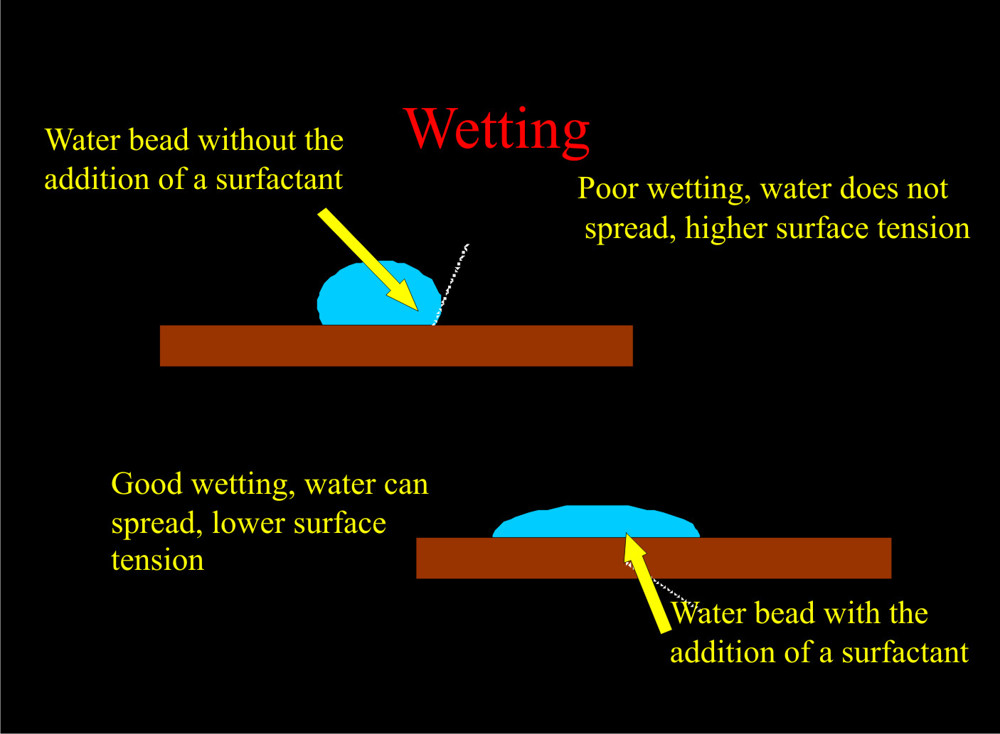 Wetting
Water bead without the
addition of a surfactant
Poor wetting, water does not
spread, higher surface tension
Good wetting, water can
spread, lower surface
tension
Water bead with the
addition of a surfactant